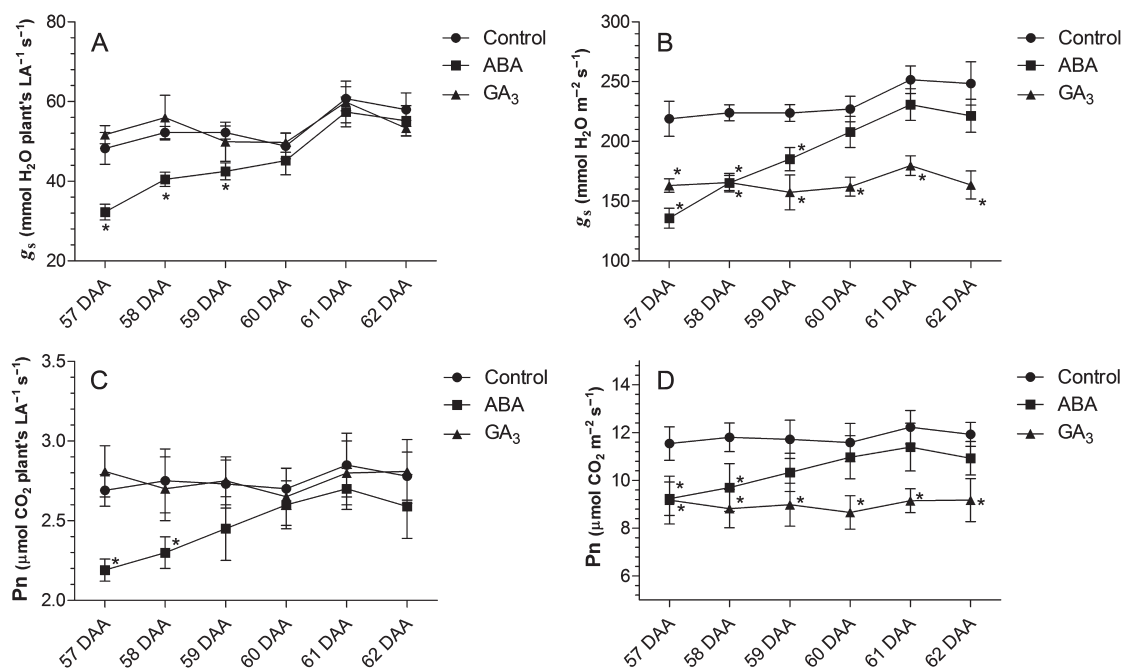 A
Control
ABA
GA₃
gₛ (mmol H₂O plant's LA⁻¹ s⁻¹)
80
60
40
20
*
*
*
57 DAA
58 DAA
59 DAA
60 DAA
61 DAA
62 DAA
B
Control
ABA
GA₃
gₛ (mmol H₂O m⁻² s⁻¹)
300
250
200
150
100
*
*
*
*
*
*
*
*
*
57 DAA
58 DAA
59 DAA
60 DAA
61 DAA
62 DAA
C
Control
ABA
GA₃
Pn (μmol CO₂ plant's LA⁻¹ s⁻¹)
3.5
3.0
2.5
2.0
*
*
57 DAA
58 DAA
59 DAA
60 DAA
61 DAA
62 DAA
D
Control
ABA
GA₃
Pn (μmol CO₂ m⁻² s⁻¹)
14
12
10
8
6
*
*
*
*
*
*
*
*
57 DAA
58 DAA
59 DAA
60 DAA
61 DAA
62 DAA